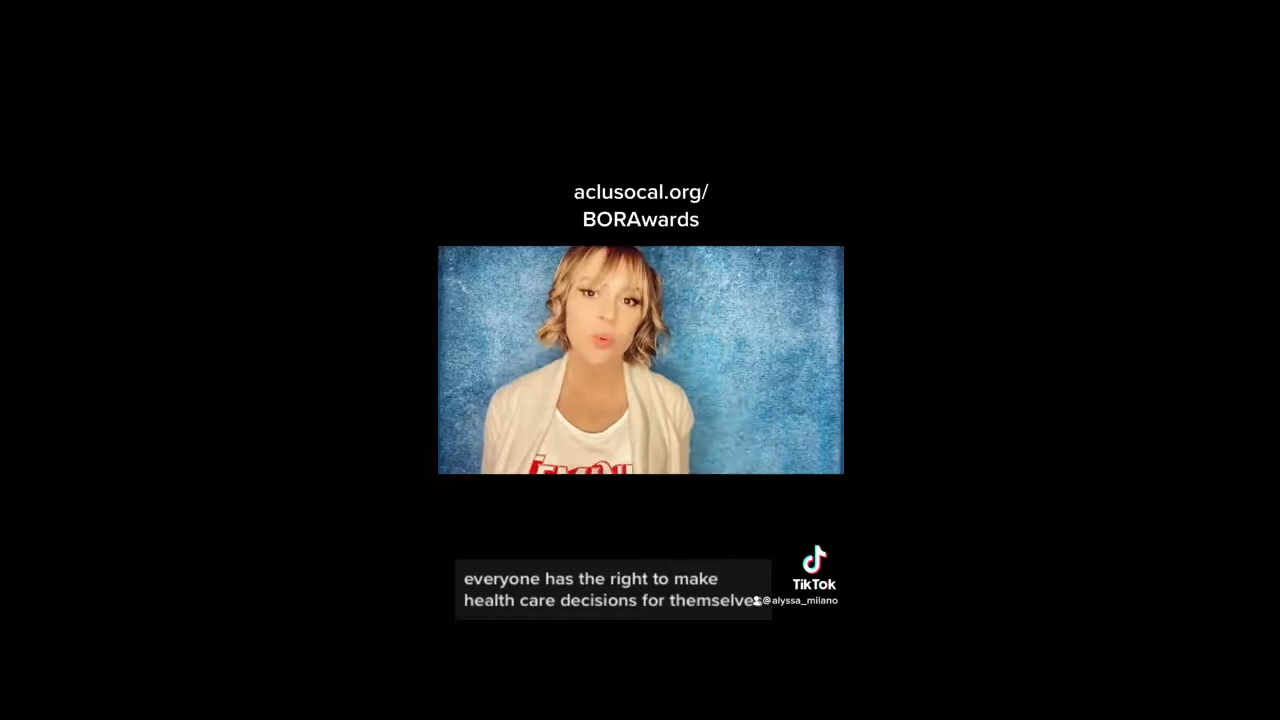 aclusocal.org/
BORAwards
everyone has the right to make
health care decisions for themselve
TikTok
@alyssa_milano